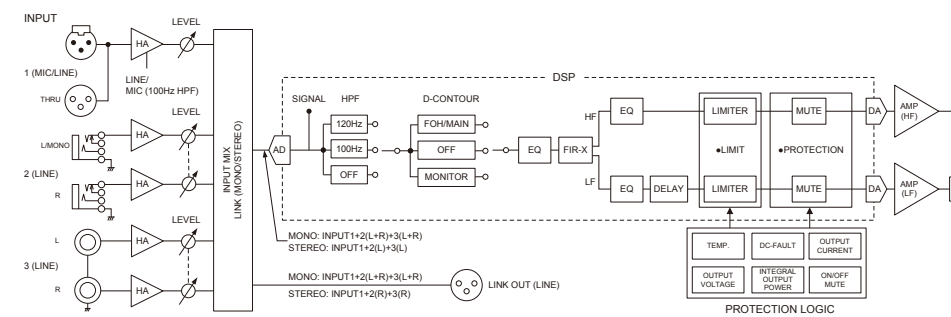 INPUT
1 (MIC/LINE)
THRU
HA
LEVEL
LINE/
MIC (100Hz HPF)
L/MONO
HA
LEVEL
2 (LINE)
R
HA
L
HA
LEVEL
3 (LINE)
R
HA
INPUT MIX
LINK (MONO/STEREO)
MONO: INPUT1+2(L+R)+3(L+R)
STEREO: INPUT1+2(L)+3(L)
MONO: INPUT1+2(L+R)+3(L+R)
STEREO: INPUT1+2(R)+3(R)
LINK OUT (LINE)
DSP
AD
SIGNAL
HPF
120Hz
100Hz
OFF
D-CONTOUR
FOH/MAIN
OFF
MONITOR
EQ
FIR-X
HF
EQ
LIMITER
MUTE
DA
AMP
(HF)
●LIMIT
●PROTECTION
LF
EQ
DELAY
LIMITER
MUTE
DA
AMP
(LF)
TEMP.
DC-FAULT
OUTPUT
CURRENT
OUTPUT
VOLTAGE
INTEGRAL
OUTPUT
POWER
ON/OFF
MUTE
PROTECTION LOGIC